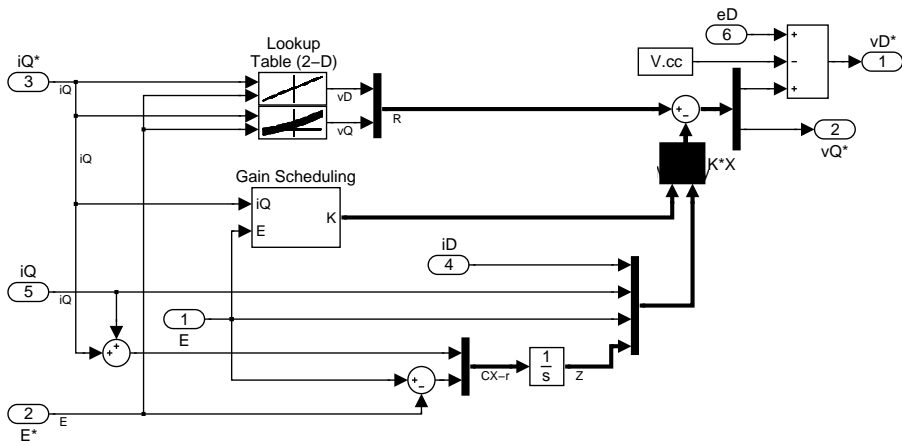 eD
6
vD*
1
Lookup
Table (2−D)
iQ*
3
iQ
V.cc
vD
vQ
R
2
vQ*
iQ
K*X
Gain Scheduling
iQ
E
K
iD
4
iQ
5
iQ
1
E
CX−r
1
s
Z
2
E*
E
+
−
+
+
−
+
+
+
−